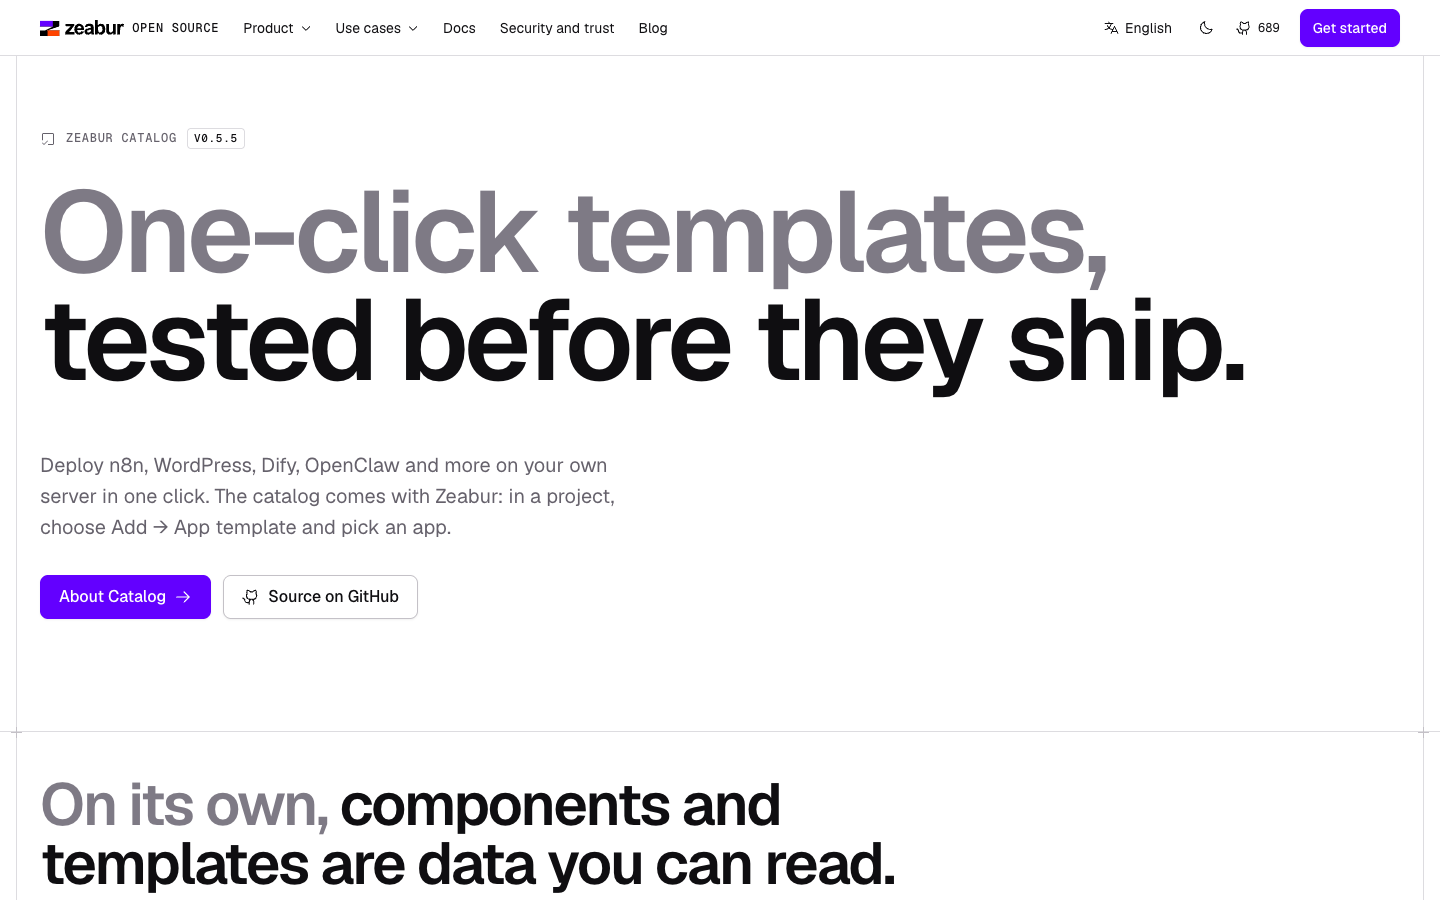 zeabur OPEN SOURCE Product Use cases Docs Security and trust Blog English 689 Get started
ZEABUR CATALOG V0.5.5
One-click templates,
tested before they ship.
Deploy n8n, WordPress, Dify, OpenClaw and more on your own
server in one click. The catalog comes with Zeabur: in a project,
choose Add → App template and pick an app.
About Catalog → Source on GitHub
On its own, components and
templates are data you can read.